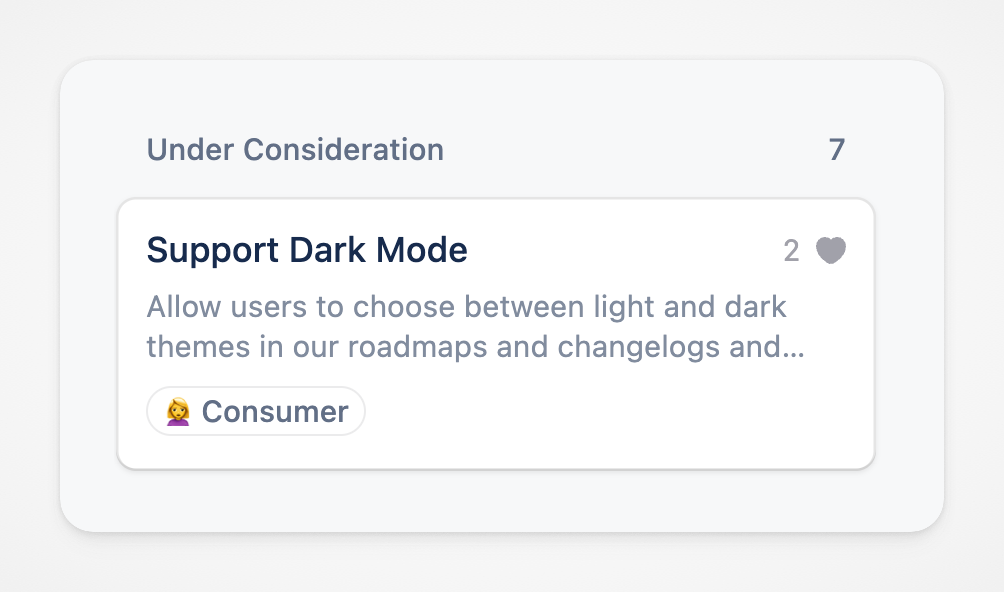 Under Consideration 7
Support Dark Mode 2
Allow users to choose between light and dark
themes in our roadmaps and changelogs and...
Consumer